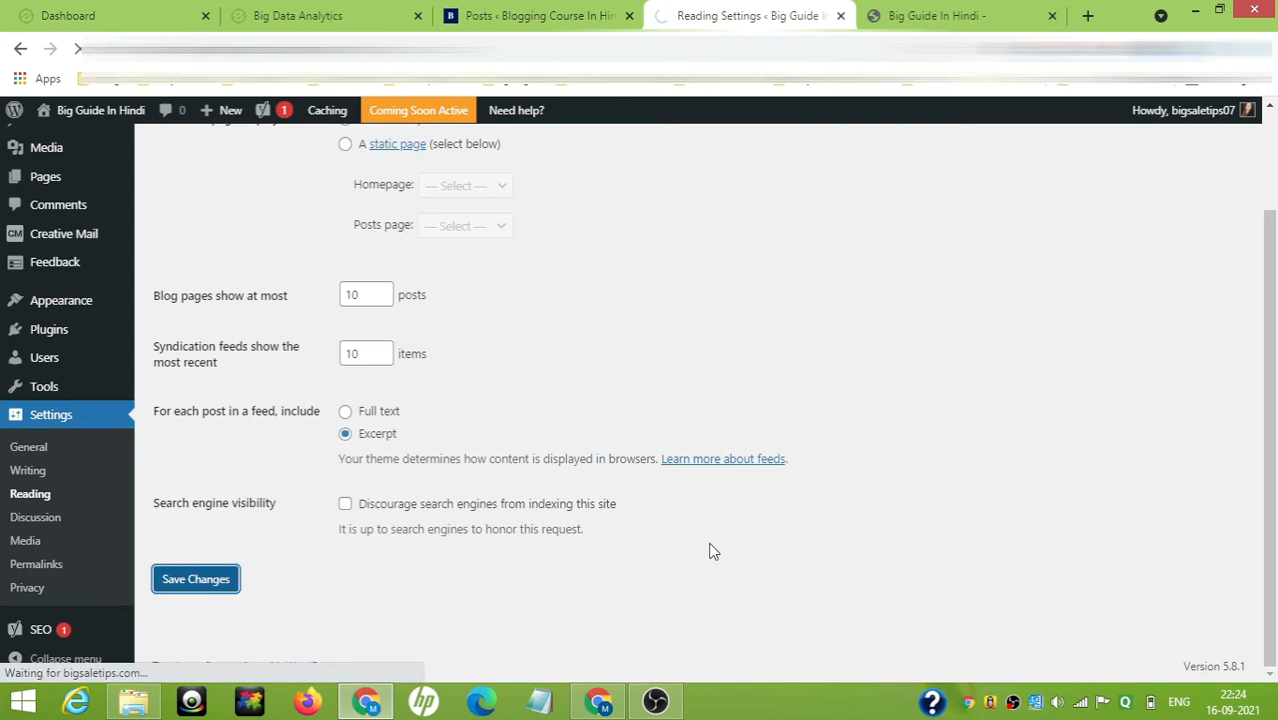 Dashboard
Big Data Analytics
Posts ‹ Blogging Course In Hin
Reading Settings ‹ Big Guide I
Big Guide In Hindi -
Apps
Big Guide In Hindi
0
New
1
Caching
Coming Soon Active
Need help?
Howdy, bigsaletips07
Media
A static page (select below)
Pages
Homepage: — Select —
Comments
Creative Mail
Posts page: — Select —
Feedback
Appearance
Blog pages show at most 10 posts
Plugins
Users
Syndication feeds show the
most recent
10 items
Tools
Settings
For each post in a feed, include
Full text
Excerpt
Your theme determines how content is displayed in browsers. Learn more about feeds.
General
Writing
Reading
Search engine visibility
Discourage search engines from indexing this site
Discussion
It is up to search engines to honor this request.
Media
Permalinks
Save Changes
Privacy
SEO 1
Collapse menu
Version 5.8.1
Waiting for bigsaletips.com...
ENG
22:24
16-09-2021